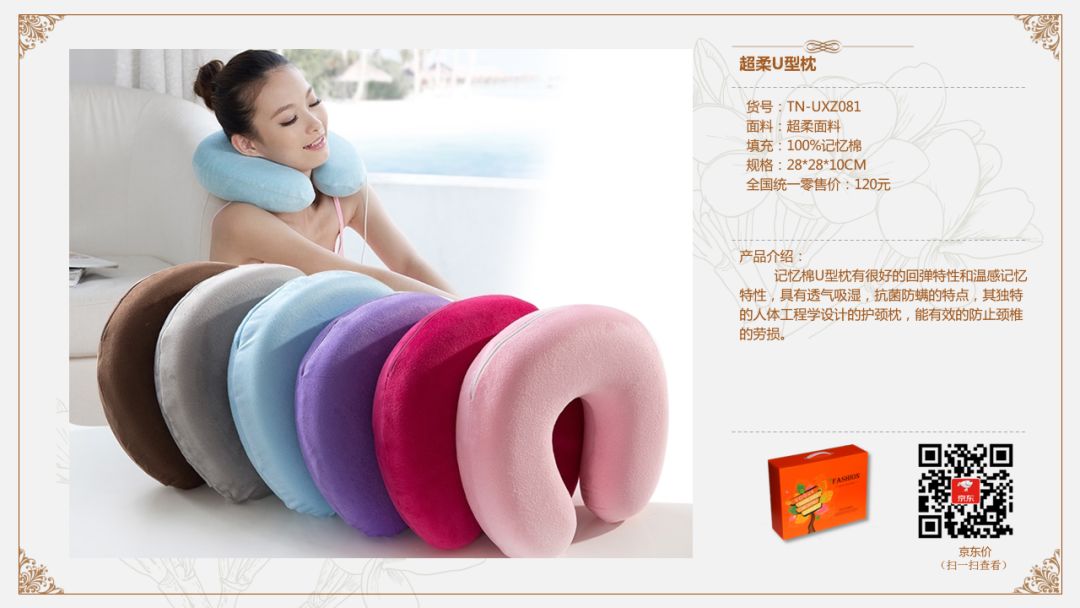 超柔U型枕
货号：TN-UXZ081
面料：超柔面料
填充：100%记忆棉
规格：28*28*10CM
全国统一零售价：120元
产品介绍：
记忆棉U型枕有很好的回弹特性和温感记忆
特性，具有透气吸湿，抗菌防螨的特点，其独特
的人体工程学设计的护颈枕，能有效的防止颈椎
的劳损。
FASHION
京东
京东价
（扫一扫查看）